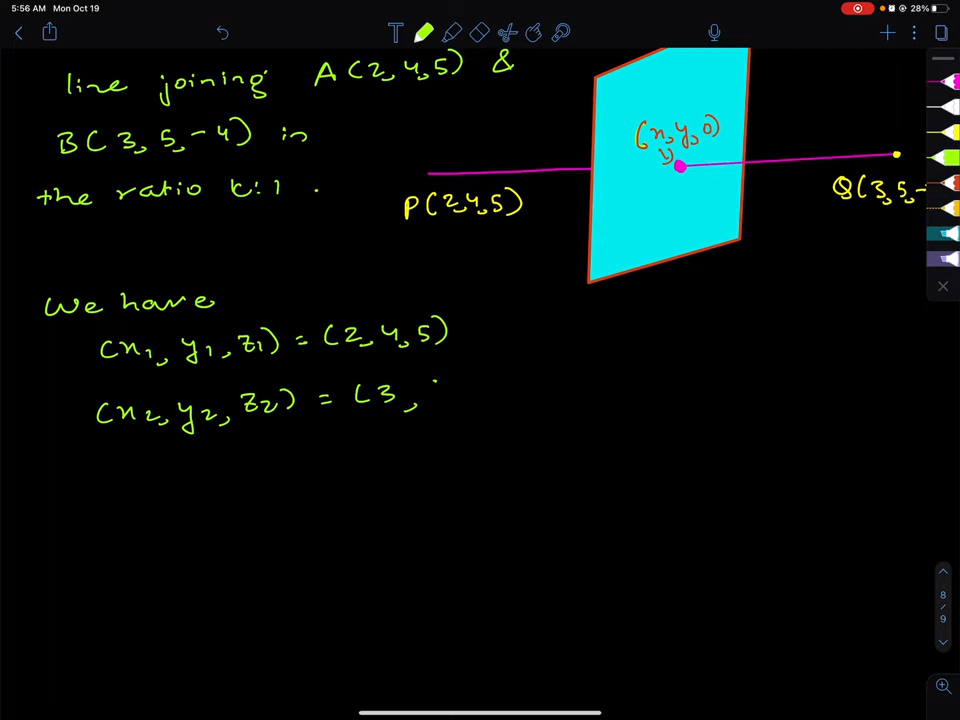 5:56 AM Mon Oct 19
28%
T
line joining A(2,4,5) &
B(3,5,-4) in
the ratio k:1.
(x,y,0)
P(2,4,5)
Q(3,5,-
We have
(x1, y1, z1) = (2,4,5)
(x2, y2, z2) = (3,
8
/
9